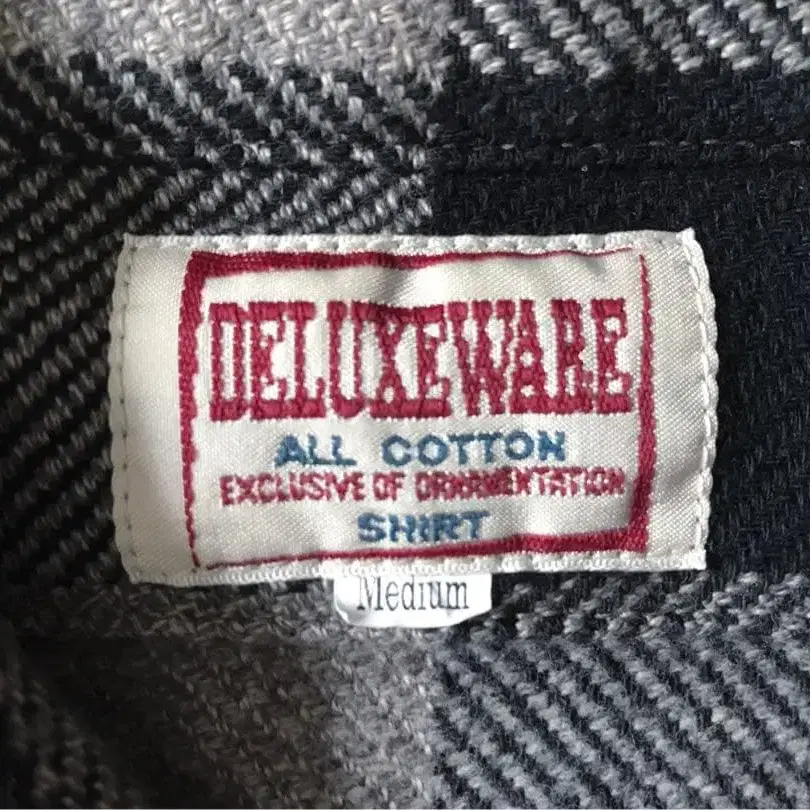 DELUXEWARE
ALL COTTON
EXCLUSIVE OF ORNAMENTATION
SHIRT
Medium